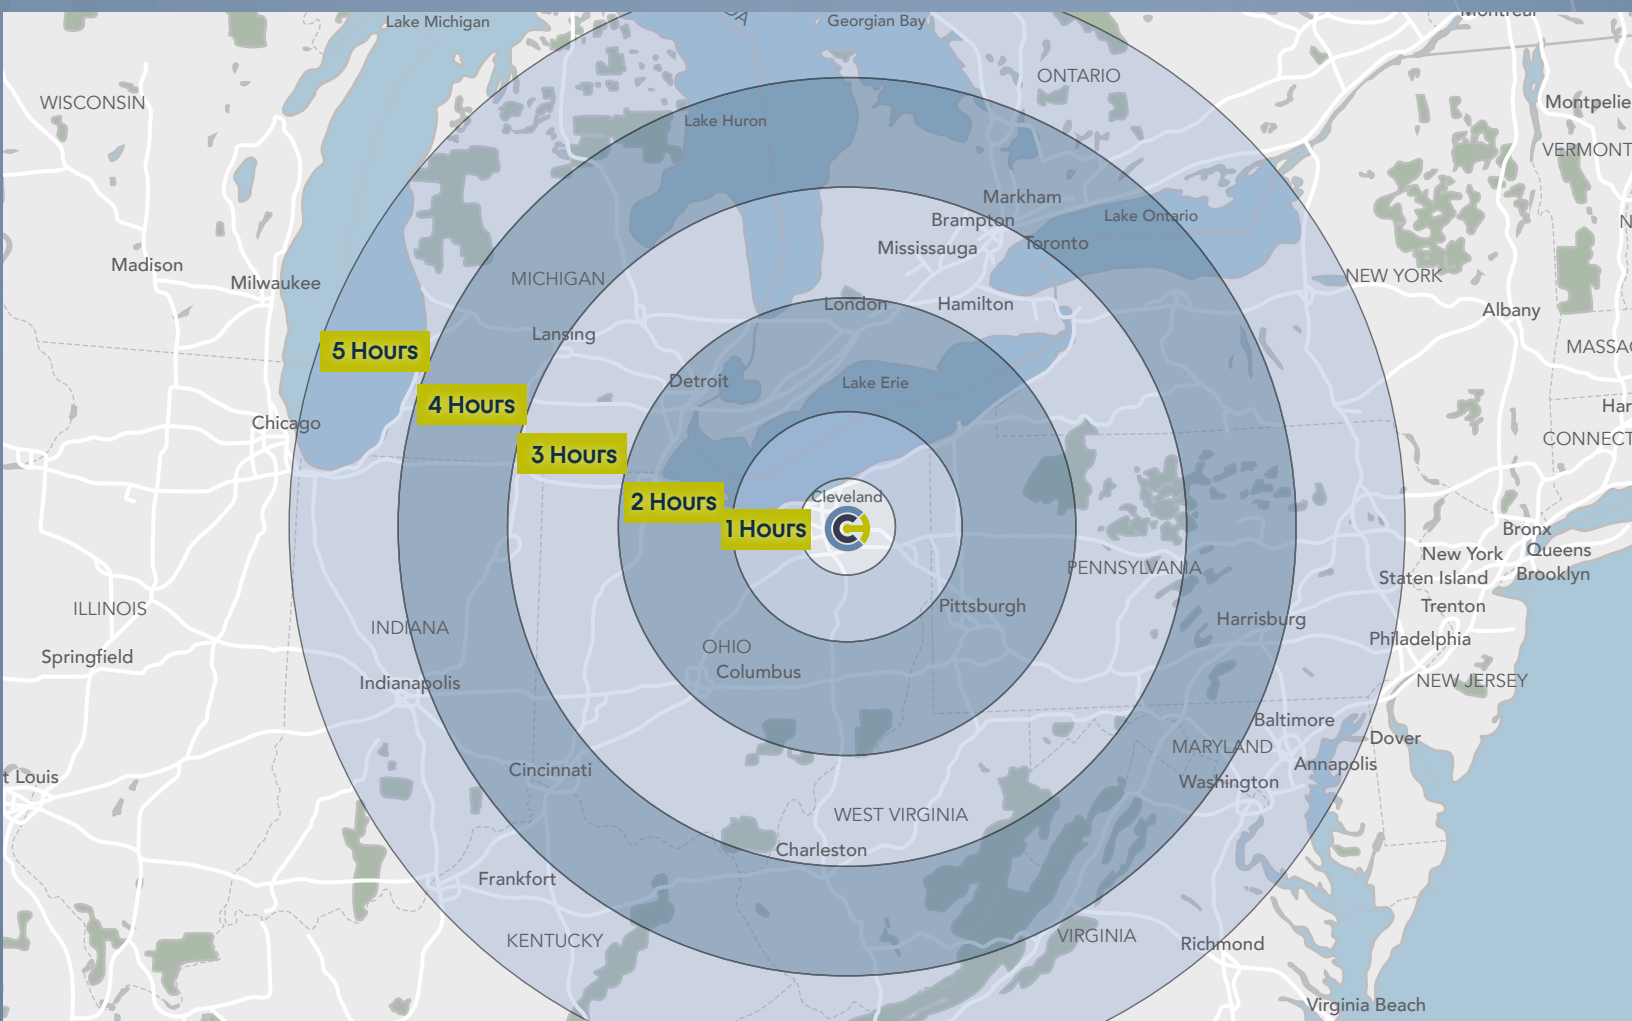 Lake Michigan
Georgian Bay
Montreal
ONTARIO
WISCONSIN
Montpelie
Lake Huron
VERMONT
Markham
Lake Ontario
Brampton
Toronto
Mississauga
Madison
MICHIGAN
NEW YORK
Milwaukee
London
Hamilton
Albany
Lansing
MASSAC
5 Hours
Detroit
Lake Erie
4 Hours
Har
Chicago
CONNECT
3 Hours
Cleveland
2 Hours
1 Hours
Bronx
New York
Queens
PENNSYLVANIA
Staten Island
Brooklyn
ILLINOIS
Pittsburgh
Trenton
Harrisburg
INDIANA
Philadelphia
OHIO
Springfield
Columbus
Indianapolis
NEW JERSEY
Baltimore
Dover
MARYLAND
Annapolis
Cincinnati
t Louis
Washington
WEST VIRGINIA
Charleston
Frankfort
VIRGINIA
KENTUCKY
Richmond
Virginia Beach